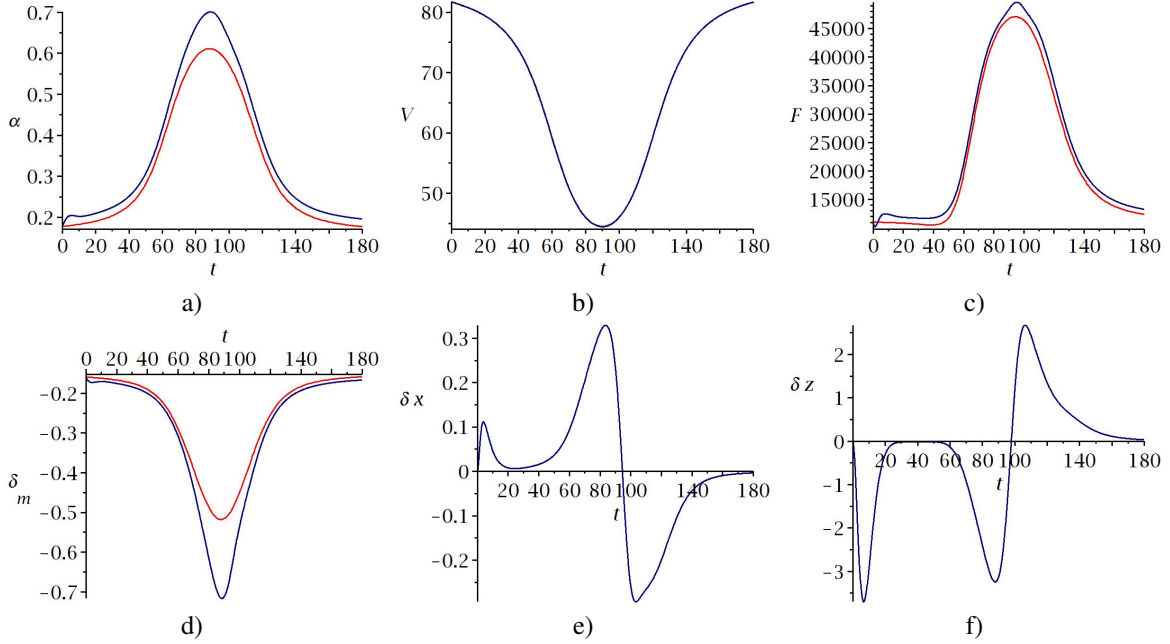 0.7
0.6
0.5
α
0.4
0.3
0.2
0 20 40 60 80 100 140 180
t
a)
80
70
V
60
50
0 20 40 60 80 100 140 180
t
b)
45000
40000
35000
F 30000
25000
20000
15000
0 20 40 60 80 100 140 180
t
c)
t
0 20 40 60 80 100 140 180
−0.2
−0.3
−0.4
δ m
−0.5
−0.6
−0.7
d)
0.3
δ x
0.2
0.1
0
20 40 60 80 100 140 180
t
−0.1
−0.2
e)
2
δ z
1
0
20 40 60 80 100 140 180
t
−1
−2
−3
f)